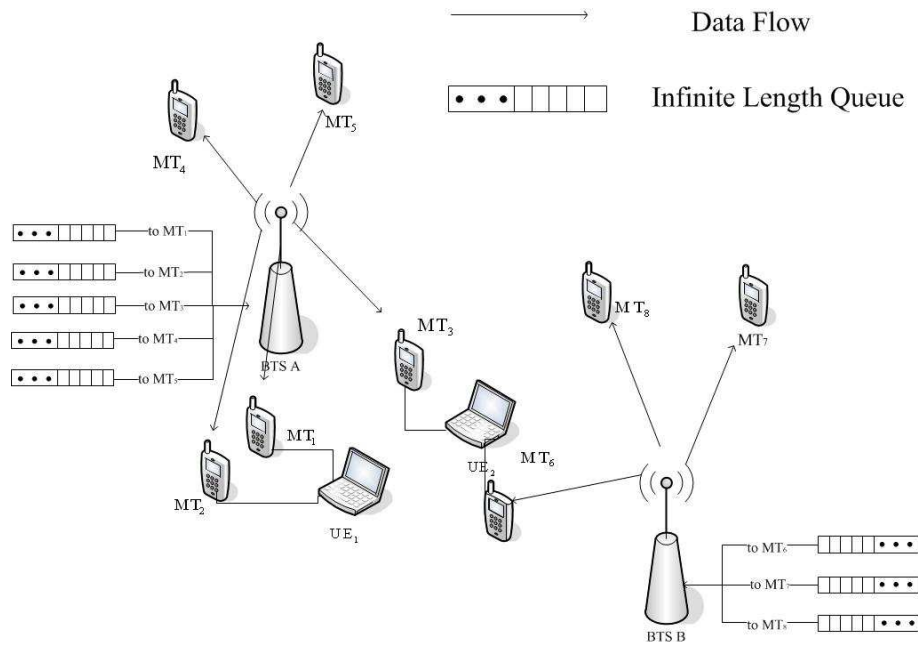 Data Flow
Infinite Length Queue
MT5
MT4
to MT1
to MT2
to MT3
to MT4
to MT5
BTS A
MT3
MT8
MT7
MT1
MT2
UE1
UE2
MT6
BTS B
to MT6
to MT7
to MT8